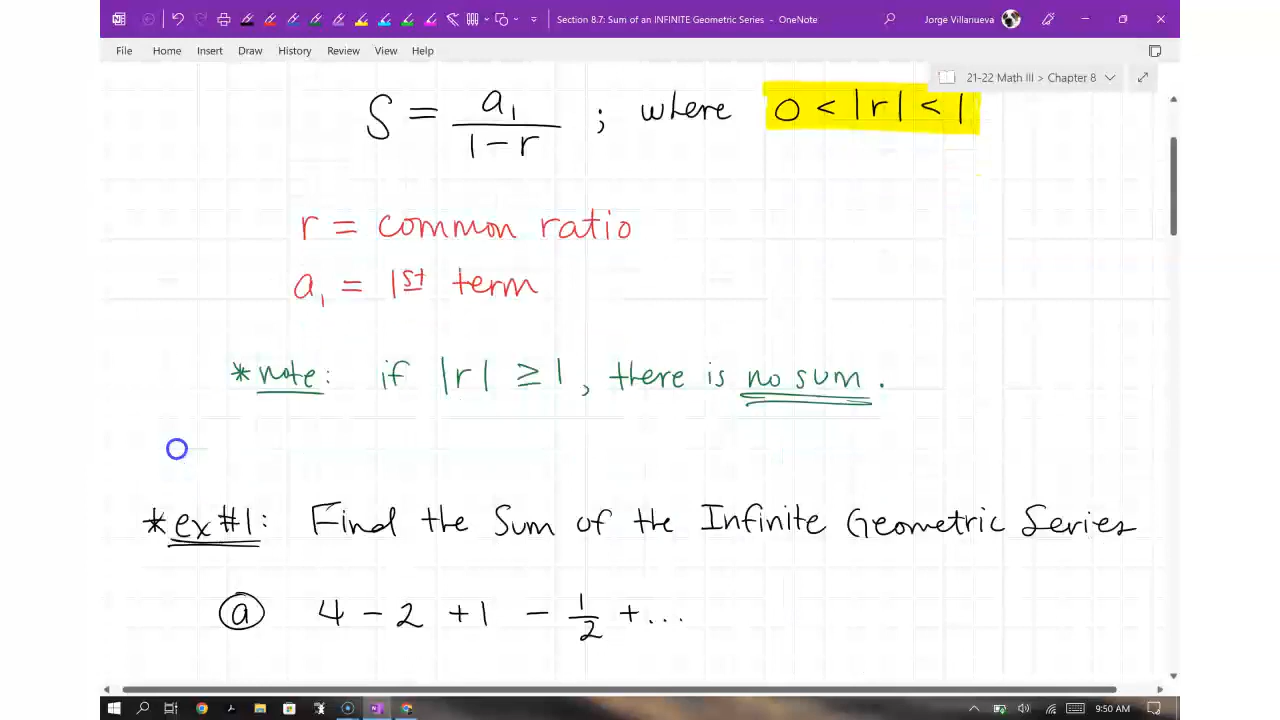 Section 8.7: Sum of an INFINITE Geometric Series - OneNote
Jorge Villanueva
File Home Insert Draw History Review View Help
21-22 Math III > Chapter 8
S = a₁/(1-r) ; where 0 < |r| < 1
r = common ratio
a₁ = 1st term
*note: if |r| ≥ 1, there is no sum.
*ex#1: Find the Sum of the Infinite Geometric Series
ⓐ 4 - 2 + 1 - 1/2 + ...
9:50 AM